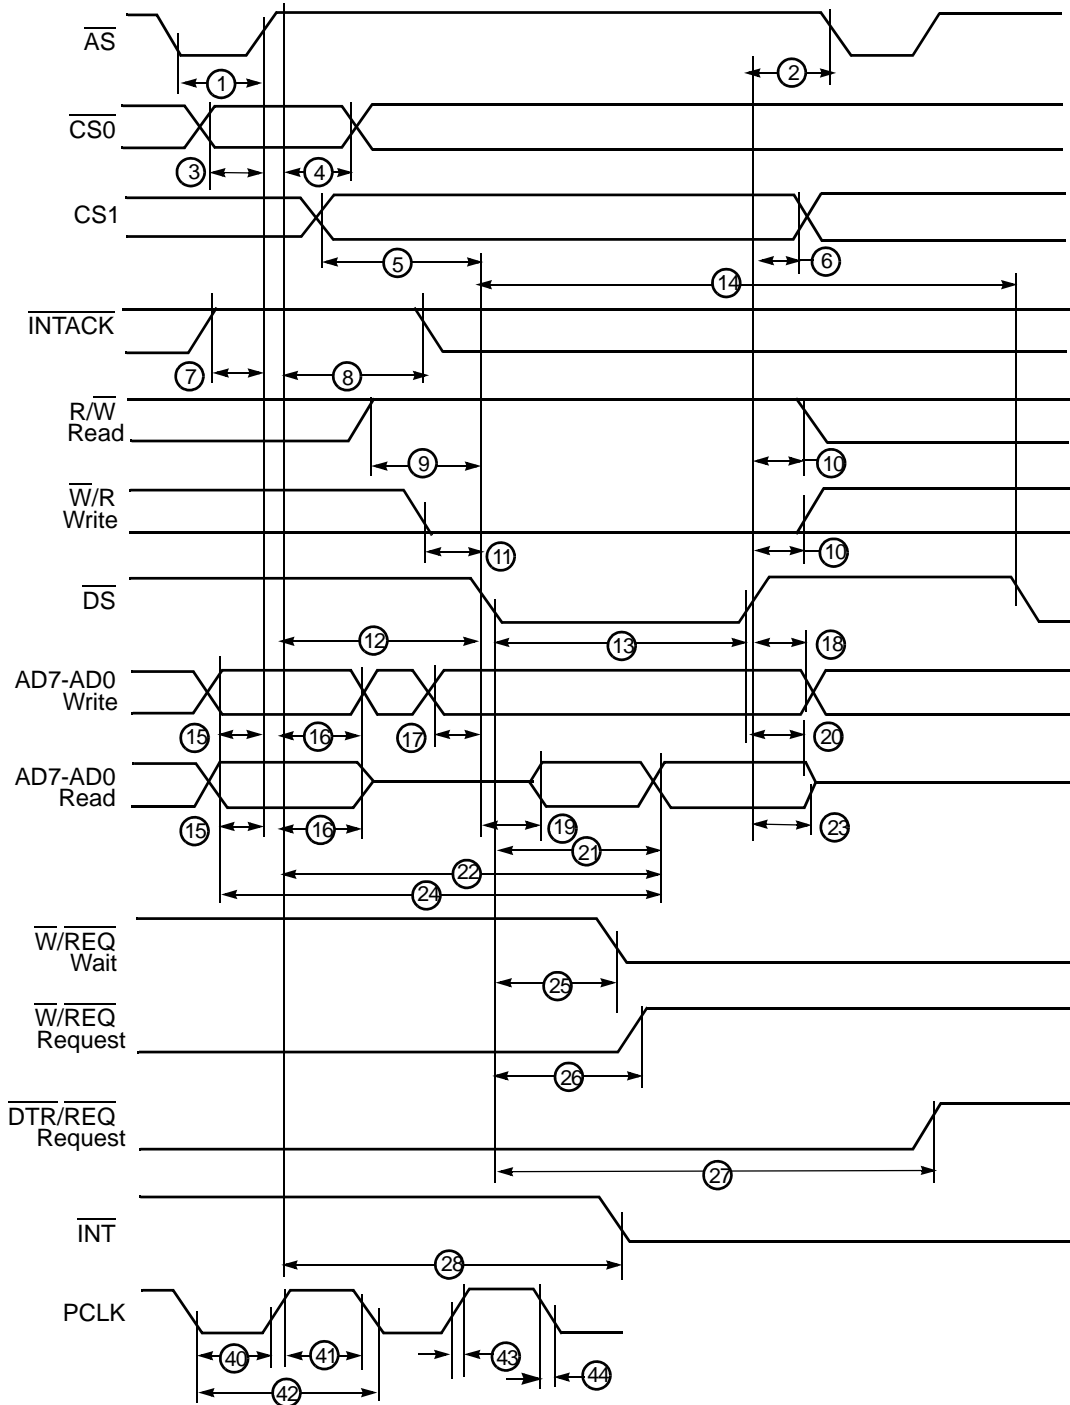 AS
1
2
CS0
3
4
CS1
5
6
14
INTACK
7
8
R/W
Read
9
10
W/R
Write
11
10
DS
12
13
18
AD7-AD0
Write
15
16
17
20
AD7-AD0
Read
15
16
19
23
21
22
24
W/REQ
Wait
25
W/REQ
Request
26
DTR/REQ
Request
27
INT
28
PCLK
40
41
43
44
42